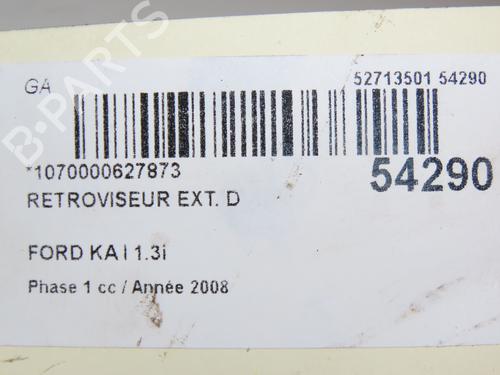 GA
52713501 54290
*1070000627873
54290
RETROVISEUR EXT. D
FORD KA I 1.3i
Phase 1 cc / Année 2008
B-PARTS